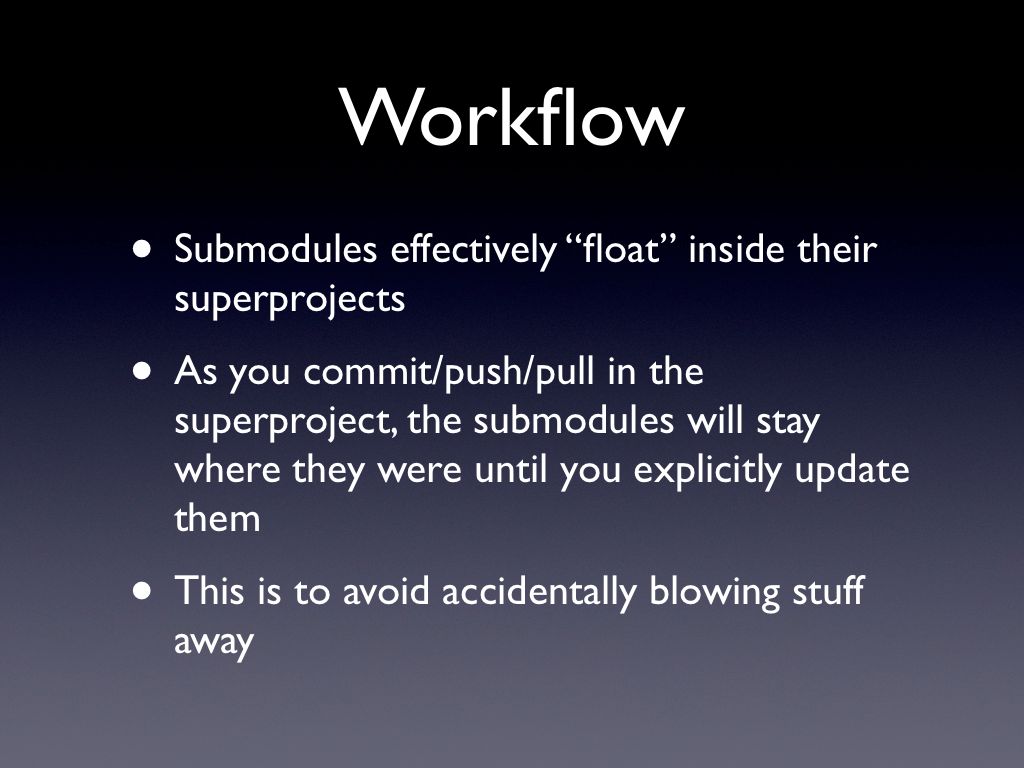 Workflow
• Submodules effectively “float” inside their
superprojects
• As you commit/push/pull in the
superproject, the submodules will stay
where they were until you explicitly update
them
• This is to avoid accidentally blowing stuff
away